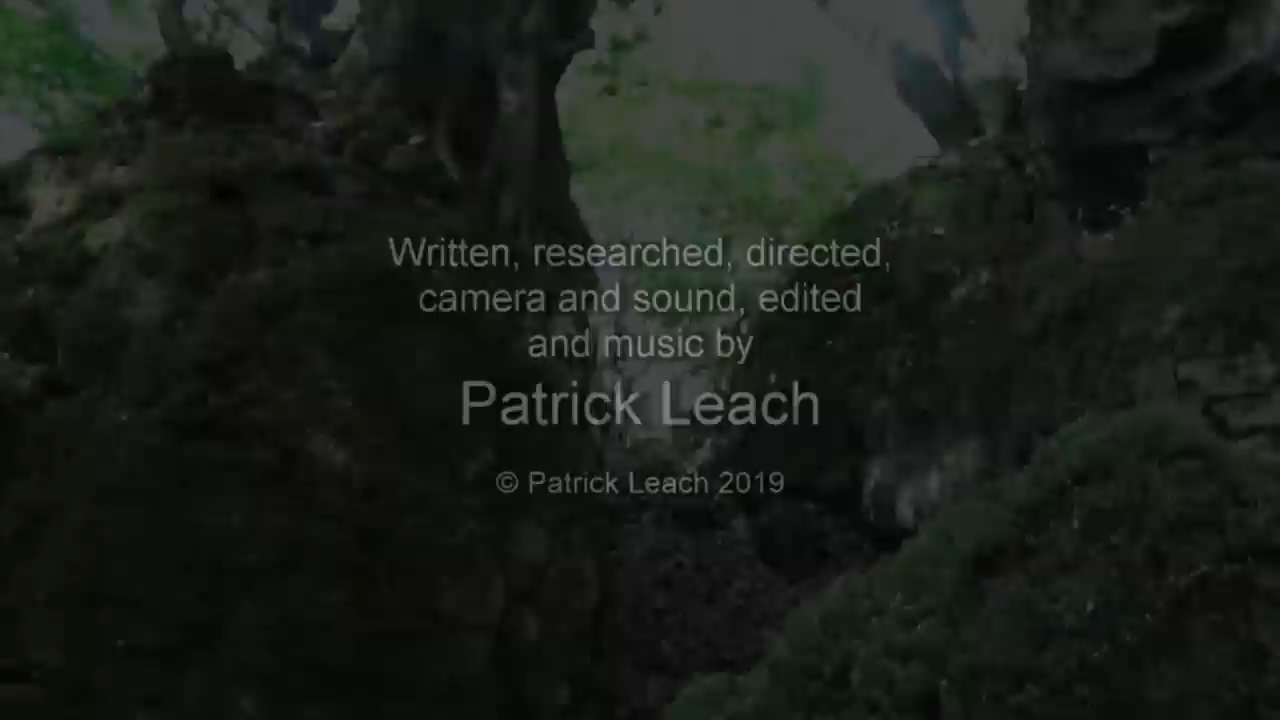 Written, researched, directed,
camera and sound, edited
and music by
Patrick Leach
© Patrick Leach 2019